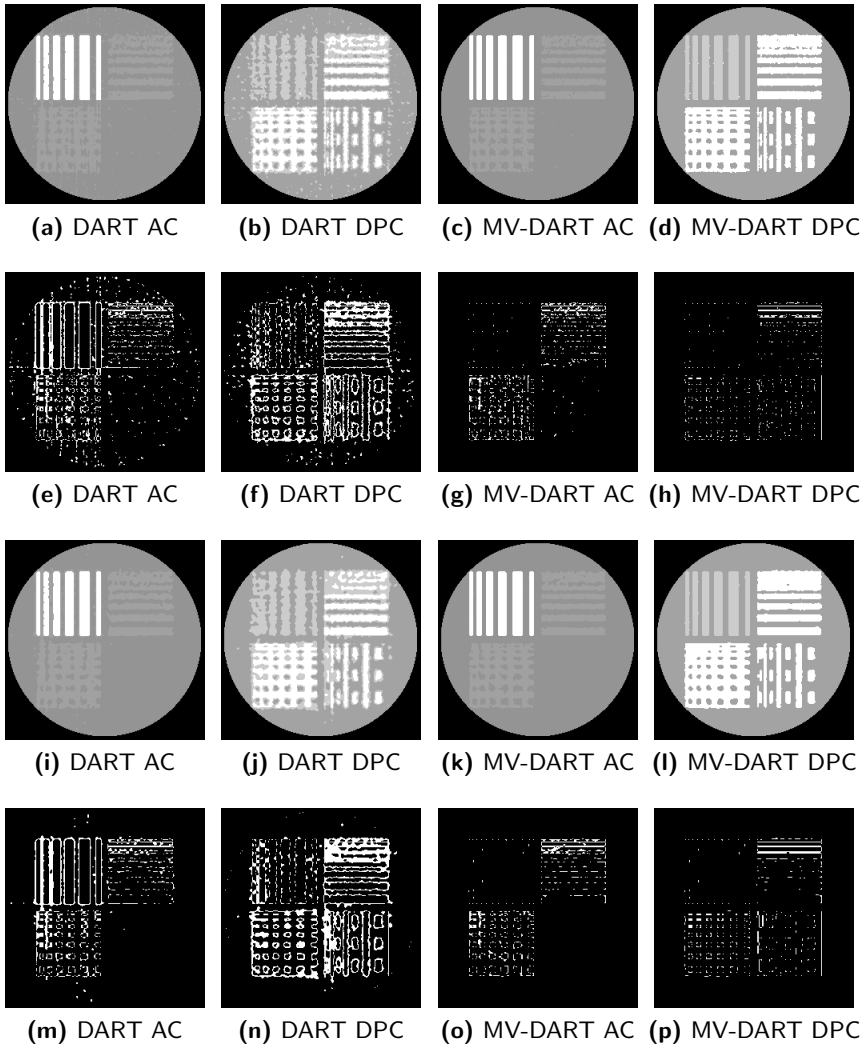 (a) DART AC (b) DART DPC (c) MV-DART AC (d) MV-DART DPC
(e) DART AC (f) DART DPC (g) MV-DART AC (h) MV-DART DPC
(i) DART AC (j) DART DPC (k) MV-DART AC (l) MV-DART DPC
(m) DART AC (n) DART DPC (o) MV-DART AC (p) MV-DART DPC